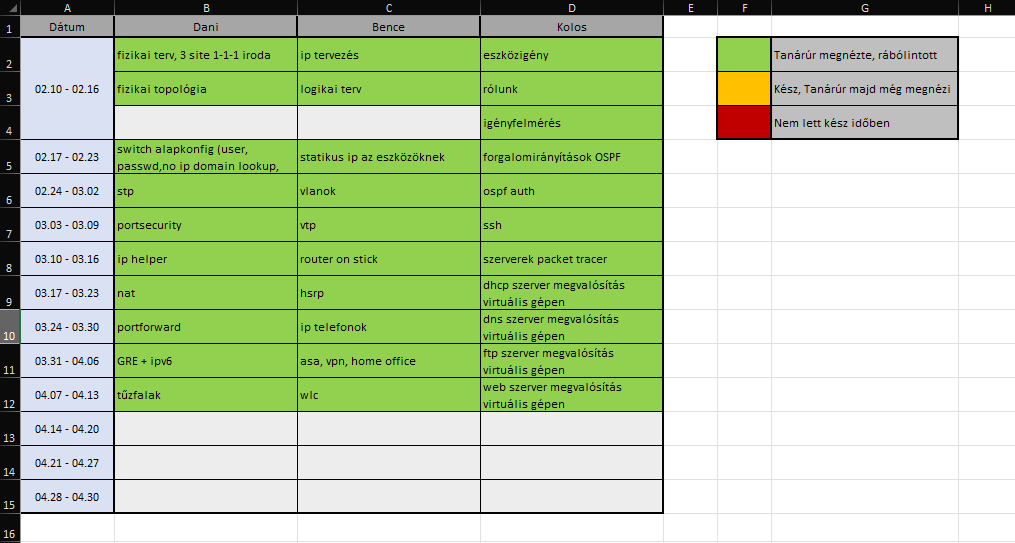 A B C D E F G H
1 Dátum Dani Bence Kolos
2 fizikai terv, 3 site 1-1-1 iroda ip tervezés eszközigény Tanárúr megnézte, rábólintott
3 02.10 - 02.16 fizikai topológia logikai terv rólunk Kész, Tanárúr majd még megnézi
4 igényfelmérés Nem lett kész időben
5 02.17 - 02.23 switch alapkonfig (user, statikus ip az eszközöknek forgalomirányítások OSPF
passwd,no ip domain lookup,
6 02.24 - 03.02 stp vlanok ospf auth
7 03.03 - 03.09 portsecurity vtp ssh
8 03.10 - 03.16 ip helper router on stick szerverek packet tracer
9 03.17 - 03.23 nat hsrp dhcp szerver megvalósítás
virtuális gépen
10 03.24 - 03.30 portforward ip telefonok dns szerver megvalósítás
virtuális gépen
11 03.31 - 04.06 GRE + ipv6 asa, vpn, home office ftp szerver megvalósítás
virtuális gépen
12 04.07 - 04.13 tűzfalak wlc web szerver megvalósítás
virtuális gépen
13 04.14 - 04.20
14 04.21 - 04.27
15 04.28 - 04.30
16